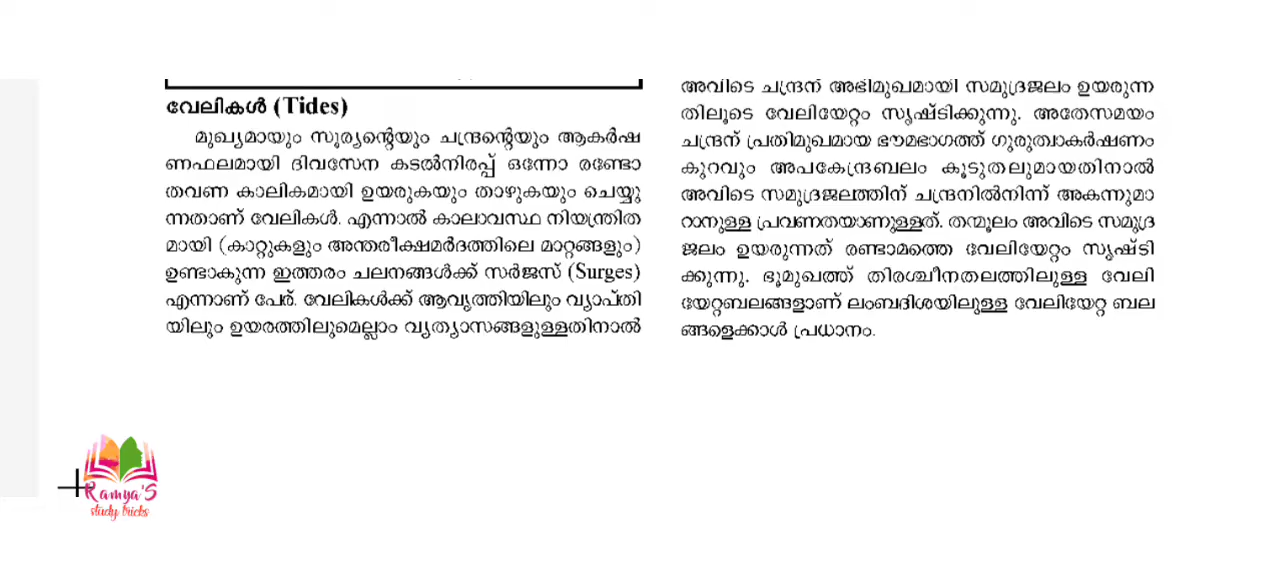 വേലികൾ (Tides)
മുഖ്യമായും സൂര്യന്റെയും ചന്ദ്രന്റെയും ആകർഷ
ണഫലമായി ദിവസേന കടൽനിരപ്പ് ഒന്നോ രണ്ടോ
തവണ കാലികമായി ഉയരുകയും താഴുകയും ചെയ്യു
ന്നതാണ് വേലികൾ. എന്നാൽ കാലാവസ്ഥ നിയന്ത്രിത
മായി (കാറ്റുകളും അന്തരീക്ഷമർദത്തിലെ മാറ്റങ്ങളും)
ഉണ്ടാകുന്ന ഇത്തരം ചലനങ്ങൾക്ക് സർജസ് (Surges)
എന്നാണ് പേര്. വേലികൾക്ക് ആവൃത്തിയിലും വ്യാപ്തി
യിലും ഉയരത്തിലുമെല്ലാം വ്യത്യാസങ്ങളുള്ളതിനാൽ
അവിടെ ചന്ദ്രന് അഭിമുഖമായി സമുദ്രജലം ഉയരുന്ന
തിലൂടെ വേലിയേറ്റം സൃഷ്ടിക്കുന്നു. അതേസമയം
ചന്ദ്രന് പ്രതിമുഖമായ ഭൗമഭാഗത്ത് ഗുരുത്വാകർഷണം
കുറവും അപകേന്ദ്രബലം കൂടുതലുമായതിനാൽ
അവിടെ സമുദ്രജലത്തിന് ചന്ദ്രനിൽനിന്ന് അകന്നുമാ
റാനുള്ള പ്രവണതയാണുള്ളത്. തന്മൂലം അവിടെ സമുദ്ര
ജലം ഉയരുന്നത് രണ്ടാമത്തെ വേലിയേറ്റം സൃഷ്ടി
ക്കുന്നു. ഭൂമുഖത്ത് തിരശ്ചീനതലത്തിലുള്ള വേലി
യേറ്റബലങ്ങളാണ് ലംബദിശയിലുള്ള വേലിയേറ്റ ബല
ങ്ങളെക്കാൾ പ്രധാനം.
Ramya'S
study tricks